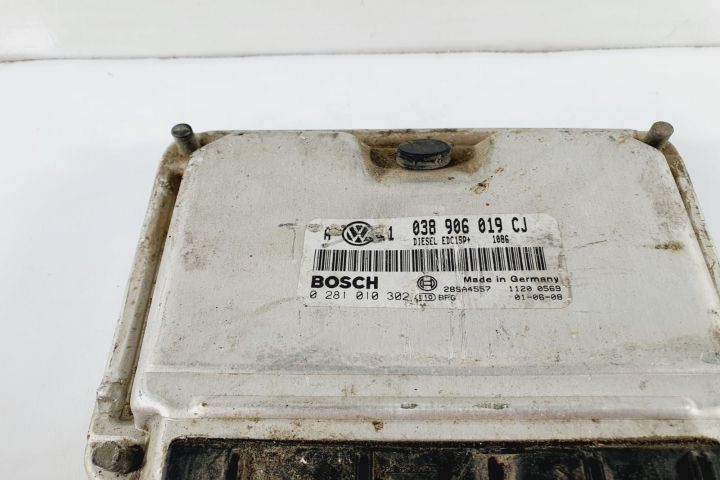 A VW 1 038 906 019 CJ
DIESEL EDC15P+ 1086
BOSCH Made in Germany
28SA4557 1120 0569
0 281 010 302 BFG 01-06-08